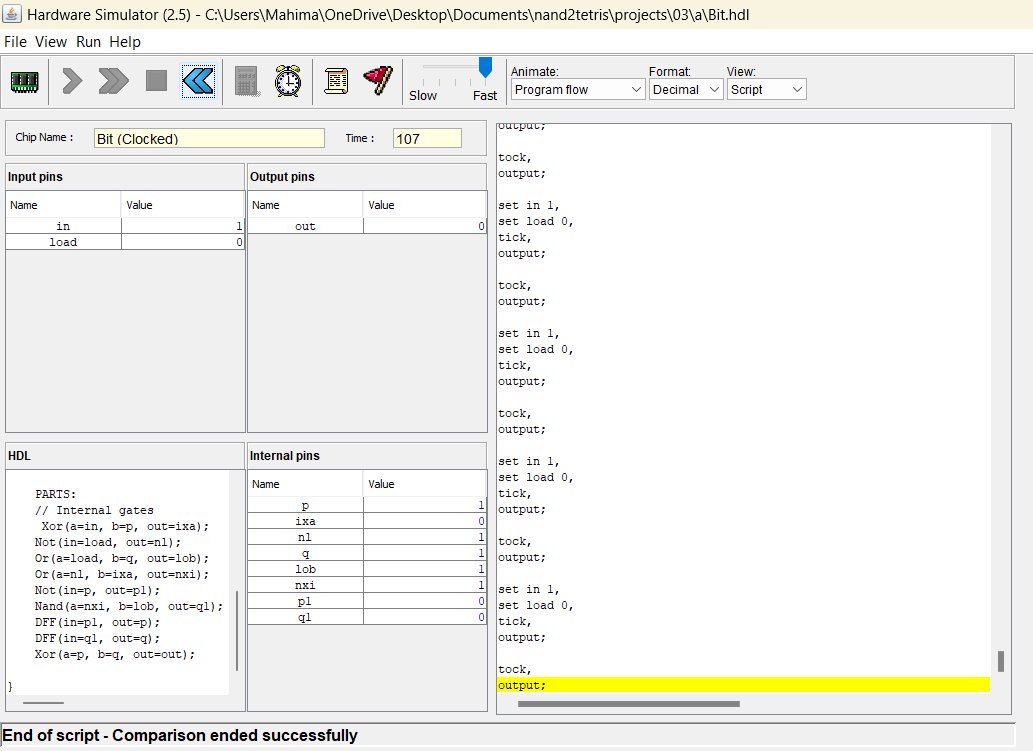 Hardware Simulator (2.5) - C:\Users\Mahima\OneDrive\Desktop\Documents\nand2tetris\projects\03\a\Bit.hdl
File View Run Help
Slow Fast
Animate: Format: View:
Program flow Decimal Script
Chip Name : Bit (Clocked) Time : 107
Input pins
Name Value
in 1
load 0
Output pins
Name Value
out 0
HDL
PARTS:
// Internal gates
Xor(a=in, b=p, out=ixa);
Not(in=load, out=nl);
Or(a=load, b=q, out=lob);
Or(a=nl, b=ixa, out=nxi);
Not(in=p, out=p1);
Nand(a=nxi, b=lob, out=q1);
DFF(in=p1, out=p);
DFF(in=q1, out=q);
Xor(a=p, b=q, out=out);
}
Internal pins
Name Value
p 1
ixa 0
nl 1
q 1
lob 1
nxi 1
p1 0
q1 0
output;
tock,
output;
set in 1,
set load 0,
tick,
output;
tock,
output;
set in 1,
set load 0,
tick,
output;
tock,
output;
set in 1,
set load 0,
tick,
output;
tock,
output;
set in 1,
set load 0,
tick,
output;
tock,
output;
End of script - Comparison ended successfully